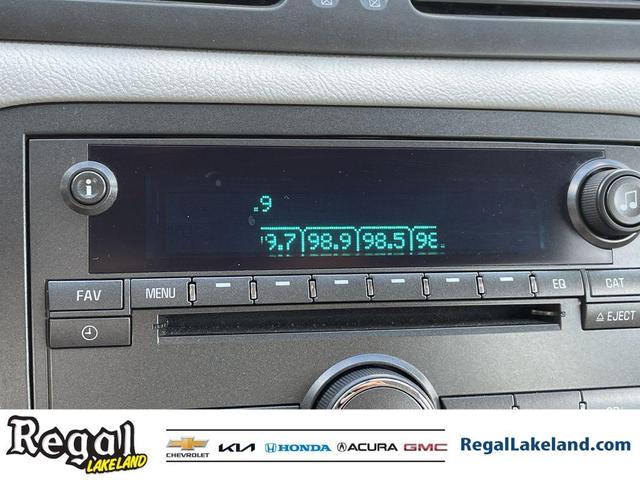 .9
9.7 98.9 98.5 98
FAV MENU EQ CAT
EJECT
Regal LAKELAND CHEVROLET KIA HONDA ACURA GMC RegalLakeland.com